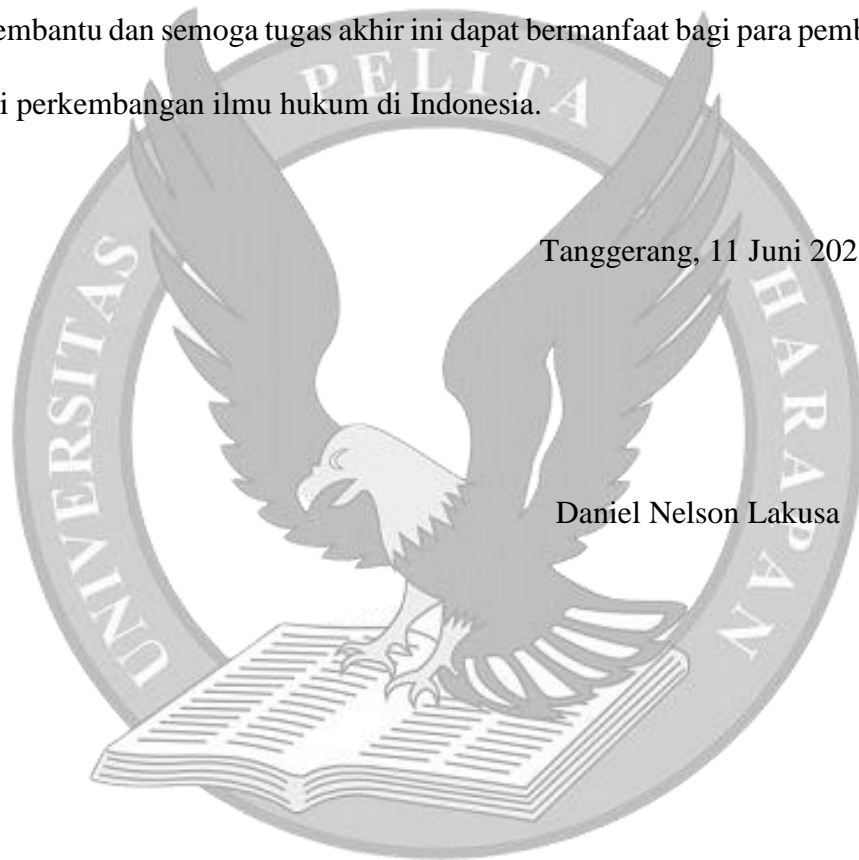 embantu dan semoga tugas akhir ini dapat bermanfaat bagi para pemb
i perkembangan ilmu hukum di Indonesia.
Tanggerang, 11 Juni 202
Daniel Nelson Lakusa
UNIVERSITAS PELITA HARAPAN